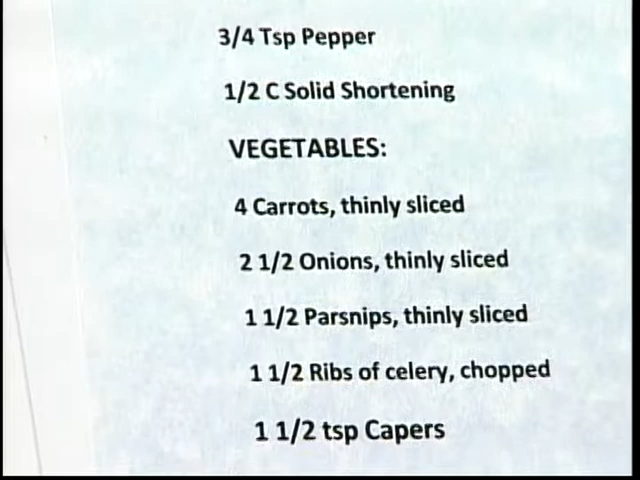 3/4 Tsp Pepper
1/2 C Solid Shortening
VEGETABLES:
4 Carrots, thinly sliced
2 1/2 Onions, thinly sliced
1 1/2 Parsnips, thinly sliced
1 1/2 Ribs of celery, chopped
1 1/2 tsp Capers